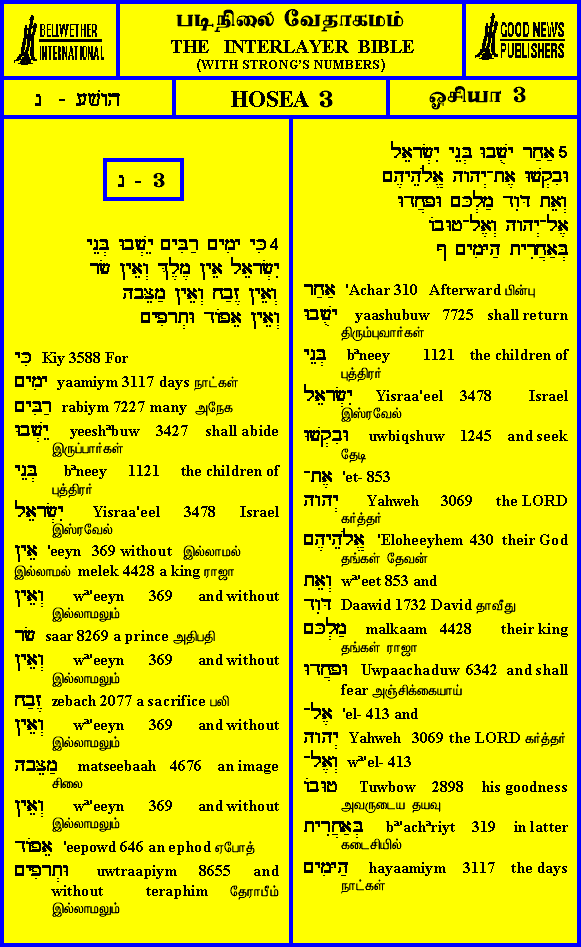 BELLWETHER
INTERNATIONAL
படிநிலை வேதாகமம்
THE INTERLAYER BIBLE
(WITH STRONG'S NUMBERS)
GOOD NEWS
PUBLISHERS
הושע - נ
HOSEA 3
ஓசியா 3
נ - 3
4 כִּי יָמִים רַבִּים יֵשְׁבוּ בְּנֵי
יִשְׂרָאֵל אֵין מֶלֶךְ וְאֵין שָׂר
וְאֵין זֶבַח וְאֵין מַצֵּבָה
וְאֵין אֵפוֹד וּתְרָפִים
כִּי Kiy 3588 For
יָמִים yaamiym 3117 days நாட்கள்
רַבִּים rabiym 7227 many அநேக
יֵשְׁבוּ yeeshªbuw 3427 shall abide
இருப்பார்கள்
בְּנֵי bªneey 1121 the children of
புத்திரர்
יִשְׂרָאֵל Yisraa'eel 3478 Israel
இஸ்ரவேல்
אֵין 'eeyn 369 without இல்லாமல்
இல்லாமல் melek 4428 a king ராஜா
וְאֵין wª'eeyn 369 and without
இல்லாமலும்
שָׂר saar 8269 a prince அதிபதி
וְאֵין wª'eeyn 369 and without
இல்லாமலும்
זֶבַח zebach 2077 a sacrifice பலி
וְאֵין wª'eeyn 369 and without
இல்லாமலும்
מַצֵּבָה matseebaah 4676 an image
சிலை
וְאֵין wª'eeyn 369 and without
இல்லாமலும்
אֵפוֹד 'eepowd 646 an ephod ஏபோத்
וּתְרָפִים uwtraapiym 8655 and
without teraphim தேராபீம்
இல்லாமலும்
5 אַחַר יָשֻׁבוּ בְּנֵי יִשְׂרָאֵל
וּבִקְשׁוּ אֶת־יְהוָה אֱלֹהֵיהֶם
וְאֵת דָּוִד מַלְכָּם וּפָחֲדוּ
אֶל־יְהוָה וְאֶל־טוּבוֹ
בְּאַחֲרִית הַיָּמִים ף
אַחַר 'Achar 310 Afterward பின்பு
יָשֻׁבוּ yaashubuw 7725 shall return
திரும்புவார்கள்
בְּנֵי bªneey 1121 the children of
புத்திரர்
יִשְׂרָאֵל Yisraa'eel 3478 Israel
இஸ்ரவேல்
וּבִקְשׁוּ uwbiqshuw 1245 and seek
தேடி
אֶת־ 'et- 853
יְהוָה Yahweh 3069 the LORD
கர்த்தர்
אֱלֹהֵיהֶם 'Eloheeyhem 430 their God
தங்கள் தேவன்
וְאֵת wª'eet 853 and
דָּוִד Daawid 1732 David தாவீது
מַלְכָּם malkaam 4428 their king
தங்கள் ராஜா
וּפָחֲדוּ Uwpaachaduw 6342 and shall
fear அஞ்சிக்கையாய்
אֶל־ 'el- 413 and
יְהוָה Yahweh 3069 the LORD கர்த்தர்
וְאֶל־ wª'el- 413
טוּבוֹ Tuwbow 2898 his goodness
அவருடைய தயவு
בְּאַחֲרִית bª'achªriyt 319 in latter
கடைசியில்
הַיָּמִים hayaamiym 3117 the days
நாட்கள்